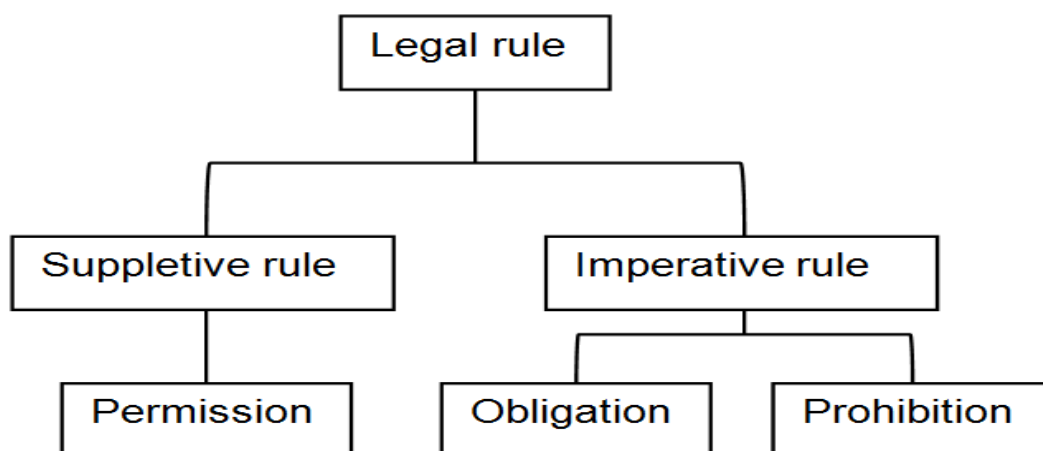 Legal rule
Suppletive rule
Imperative rule
Permission
Obligation
Prohibition